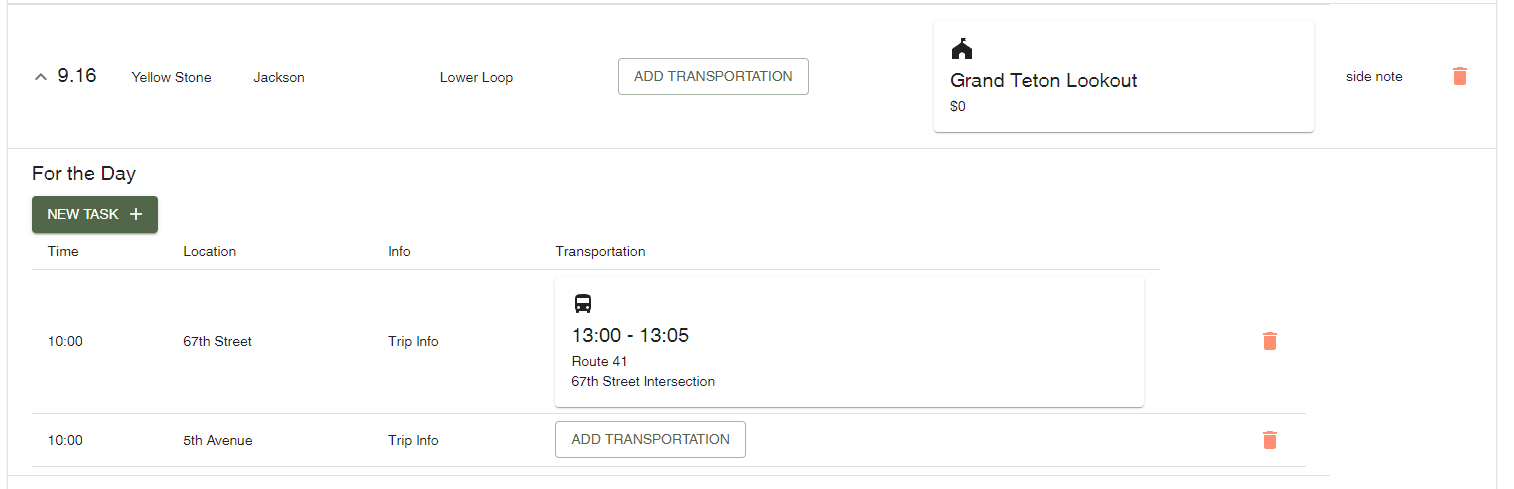 9.16 Yellow Stone Jackson Lower Loop ADD TRANSPORTATION
Grand Teton Lookout
$0
side note
For the Day
NEW TASK +
Time Location Info Transportation
10:00 67th Street Trip Info
13:00 - 13:05
Route 41
67th Street Intersection
10:00 5th Avenue Trip Info ADD TRANSPORTATION